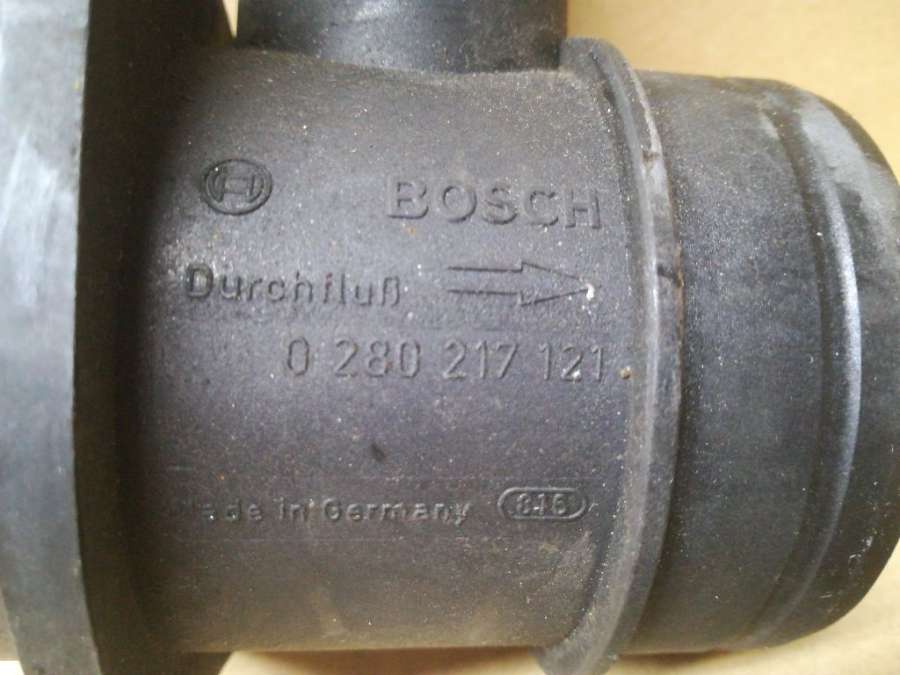 BOSCH
Durchfluß
0 280 217 121
Made in Germany 816